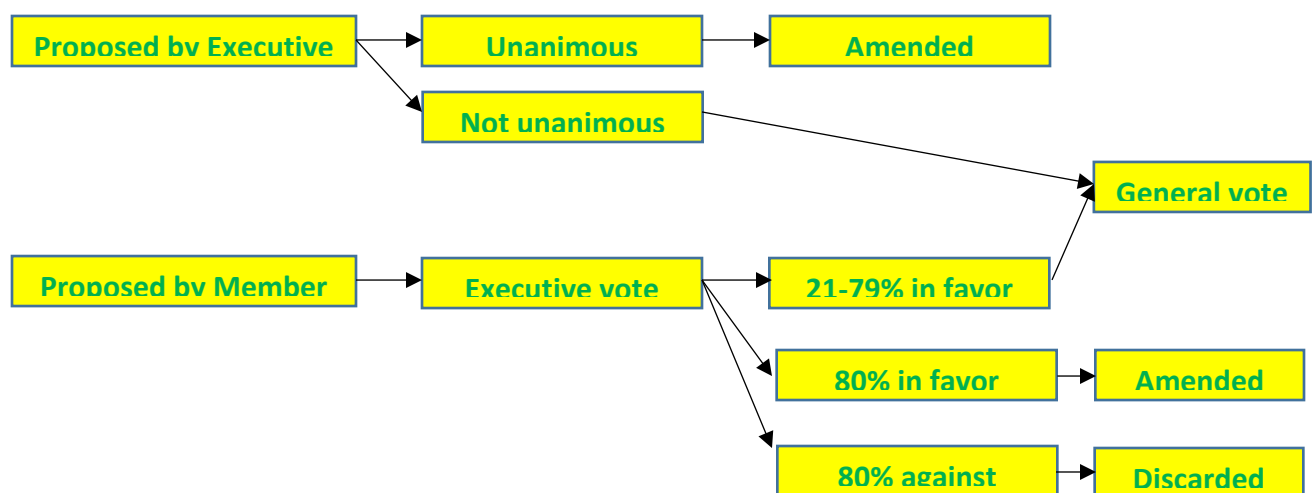 Proposed by Executive
Unanimous
Amended
Not unanimous
General vote
Proposed by Member
Executive vote
21-79% in favor
80% in favor
Amended
80% against
Discarded